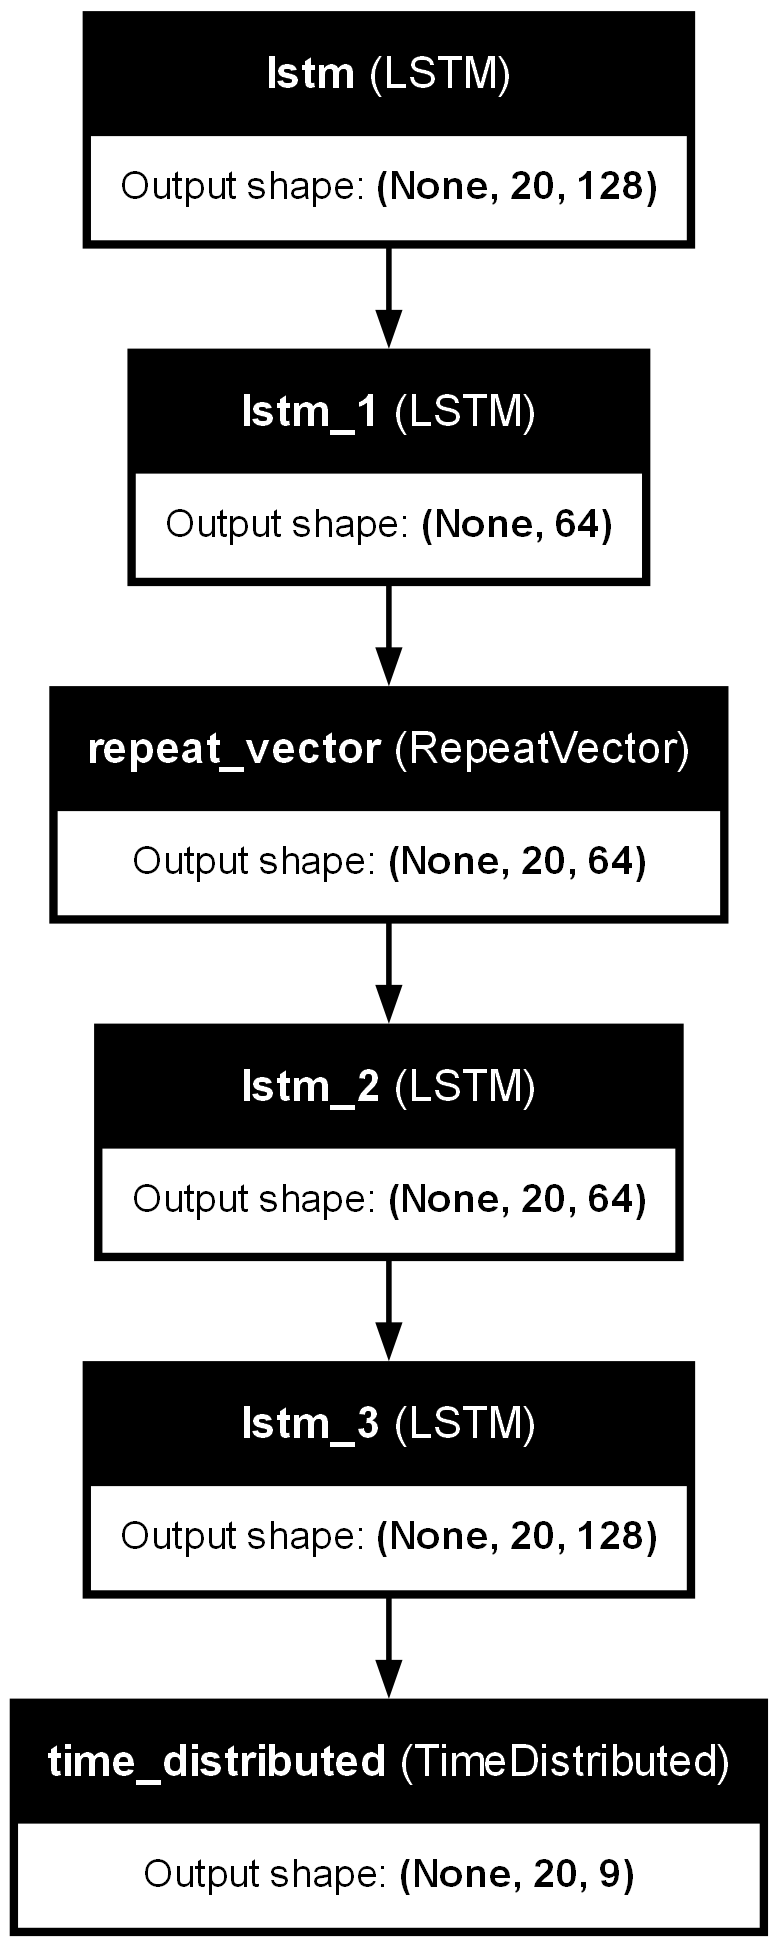 lstm (LSTM)
Output shape: (None, 20, 128)
lstm_1 (LSTM)
Output shape: (None, 64)
repeat_vector (RepeatVector)
Output shape: (None, 20, 64)
lstm_2 (LSTM)
Output shape: (None, 20, 64)
lstm_3 (LSTM)
Output shape: (None, 20, 128)
time_distributed (TimeDistributed)
Output shape: (None, 20, 9)